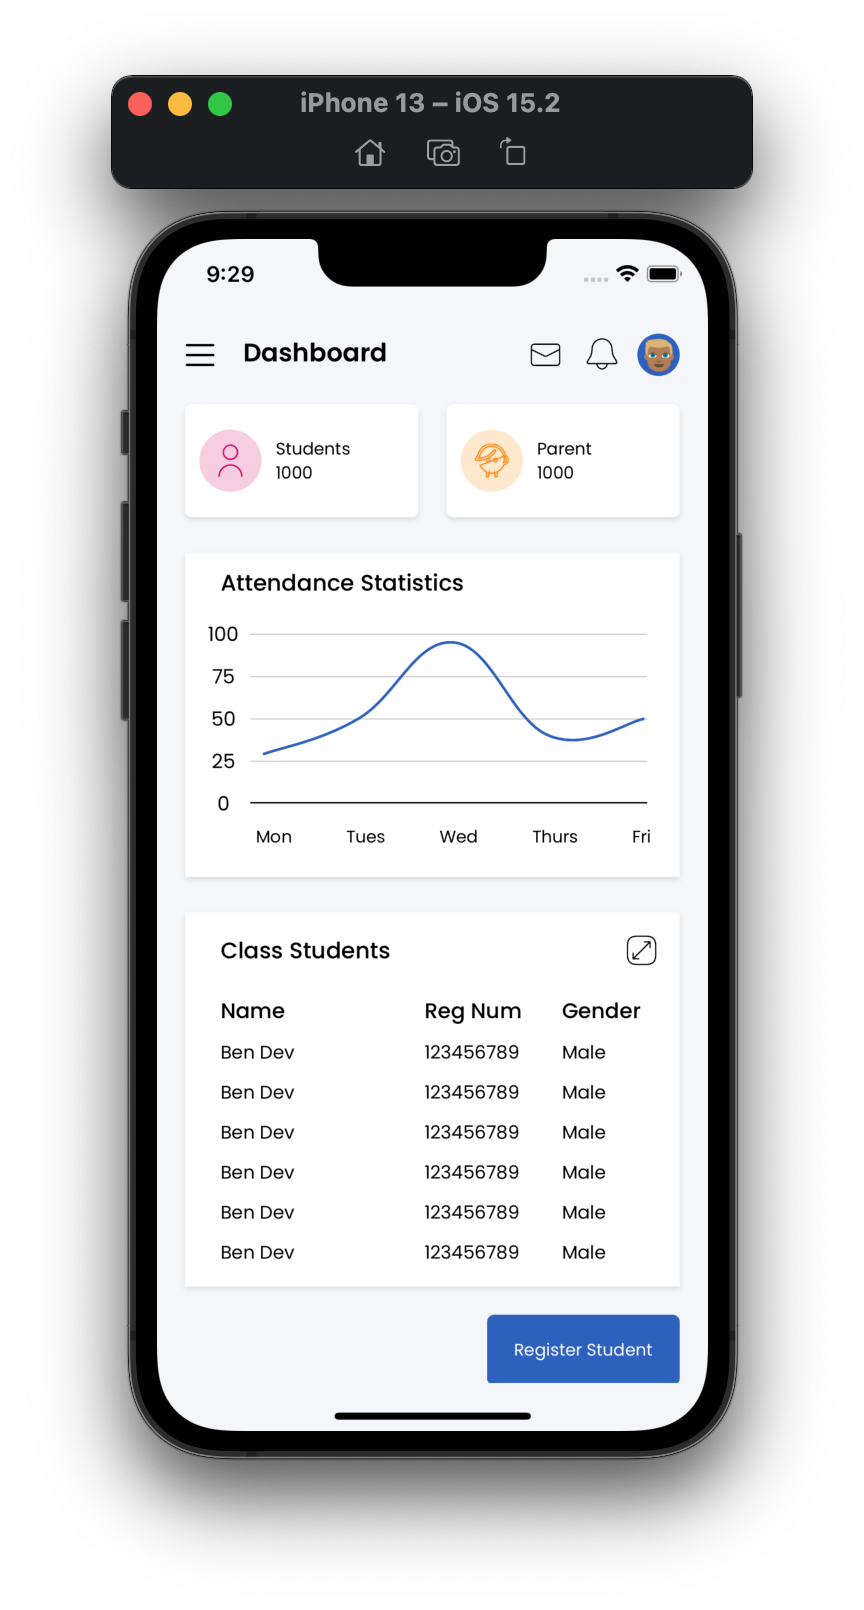 iPhone 13 – iOS 15.2
9:29
Dashboard
Students
1000
Parent
1000
Attendance Statistics
100
75
50
25
0
Mon Tues Wed Thurs Fri
Class Students
Name Reg Num Gender
Ben Dev 123456789 Male
Ben Dev 123456789 Male
Ben Dev 123456789 Male
Ben Dev 123456789 Male
Ben Dev 123456789 Male
Ben Dev 123456789 Male
Register Student